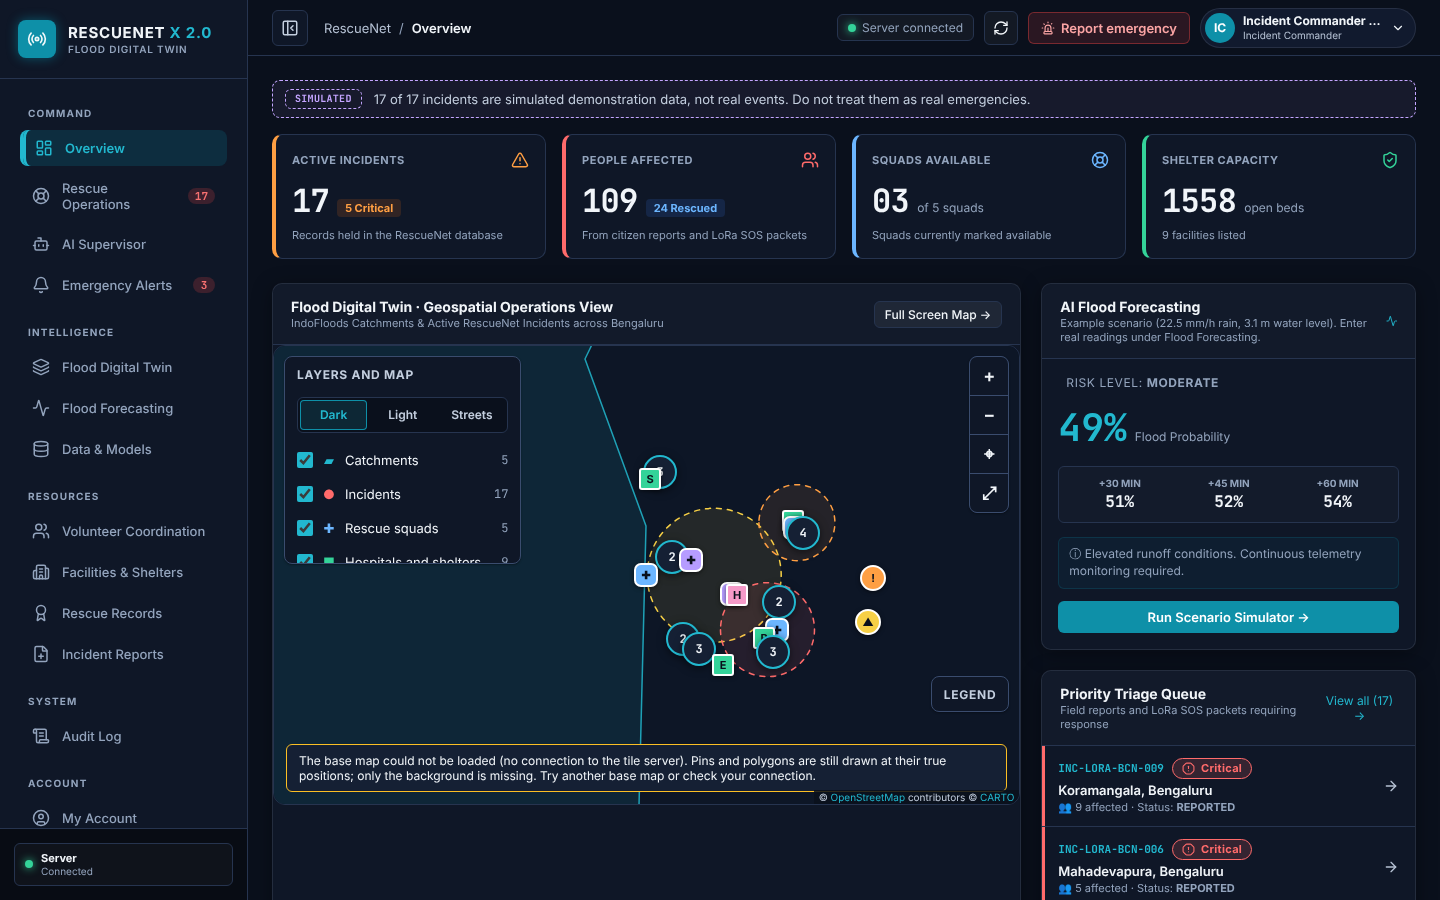 RESCUENET X 2.0
FLOOD DIGITAL TWIN
COMMAND
Overview
Rescue Operations 17
AI Supervisor
Emergency Alerts 3
INTELLIGENCE
Flood Digital Twin
Flood Forecasting
Data & Models
RESOURCES
Volunteer Coordination
Facilities & Shelters
Rescue Records
Incident Reports
SYSTEM
Audit Log
ACCOUNT
My Account
Server
Connected
RescueNet / Overview
Server connected
Report emergency
IC
Incident Commander ...
Incident Commander
SIMULATED 17 of 17 incidents are simulated demonstration data, not real events. Do not treat them as real emergencies.
ACTIVE INCIDENTS
17 5 Critical
Records held in the RescueNet database
PEOPLE AFFECTED
109 24 Rescued
From citizen reports and LoRa SOS packets
SQUADS AVAILABLE
03 of 5 squads
Squads currently marked available
SHELTER CAPACITY
1558 open beds
9 facilities listed
Flood Digital Twin · Geospatial Operations View
IndoFloods Catchments & Active RescueNet Incidents across Bengaluru
Full Screen Map →
LAYERS AND MAP
Dark Light Streets
Catchments 5
Incidents 17
Rescue squads 5
Hospitals and shelters 9
+
−
S
4
2
!
H
2
2
3
3
E
LEGEND
The base map could not be loaded (no connection to the tile server). Pins and polygons are still drawn at their true
positions; only the background is missing. Try another base map or check your connection.
© OpenStreetMap contributors © CARTO
AI Flood Forecasting
Example scenario (22.5 mm/h rain, 3.1 m water level). Enter
real readings under Flood Forecasting.
RISK LEVEL: MODERATE
49% Flood Probability
+30 MIN +45 MIN +60 MIN
51% 52% 54%
ⓘ Elevated runoff conditions. Continuous telemetry
monitoring required.
Run Scenario Simulator →
Priority Triage Queue
Field reports and LoRa SOS packets requiring
response
View all (17)
→
INC-LORA-BCN-009 Critical
Koramangala, Bengaluru
👥 9 affected · Status: REPORTED
INC-LORA-BCN-006 Critical
Mahadevapura, Bengaluru
👥 5 affected · Status: REPORTED